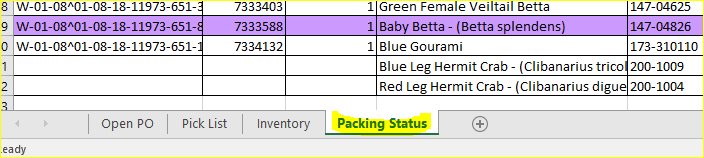 8 W-01-08^01-08-18-11973-651-3 7333403 1 Green Female Veiltail Betta 147-04625
9 W-01-08^01-08-18-11973-651-8 7333588 1 Baby Betta - (Betta splendens) 147-04826
0 W-01-08^01-08-18-11973-651-1 7334132 1 Blue Gourami 173-310110
1 Blue Leg Hermit Crab - (Clibanarius tricol 200-1009
2 Red Leg Hermit Crab - (Clibanarius digue 200-1004
3
Open PO Pick List Inventory Packing Status
eady